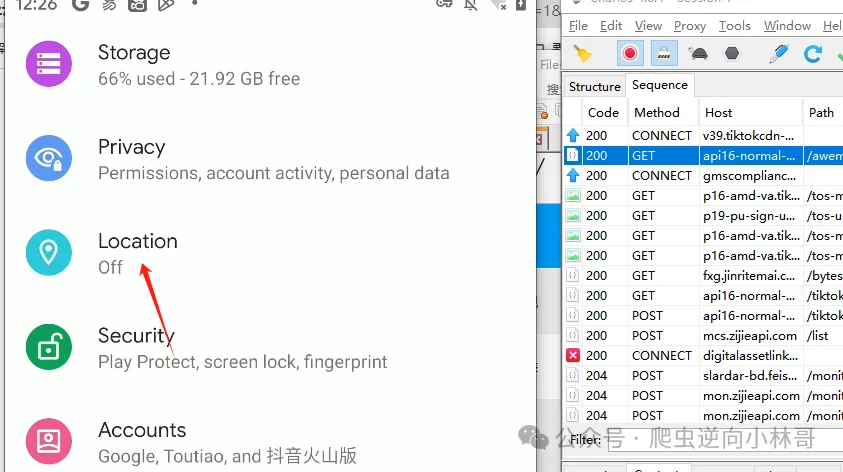 12:26
Storage
66% used - 21.92 GB free
Privacy
Permissions, account activity, personal data
Location
Off
Security
Play Protect, screen lock, fingerprint
Accounts
Google, Toutiao, and 抖音火山版
File Edit View Proxy Tools Window Help
Structure Sequence
Code Method Host Path
200 CONNECT v39.tiktokcdn-...
200 GET api16-normal-... /awem
200 CONNECT gmscomplianc...
200 GET p16-amd-va.tik... /tos-m
200 GET p19-pu-sign-u... /tos-us
200 GET p16-amd-va.tik... /tos-m
200 GET p16-amd-va.tik... /tos-m
200 GET fxg.jinritemai.c... /bytes
200 GET api16-normal-... /tiktok
200 POST api16-normal-... /tiktok
200 POST mcs.zijieapi.com /list
200 CONNECT digitalassetlink...
204 POST slardar-bd.feis... /monit
204 POST mon.zijieapi.com /monit
204 POST mon.zijieapi.com /monit
Filter:
公众号 · 爬虫逆向小林哥